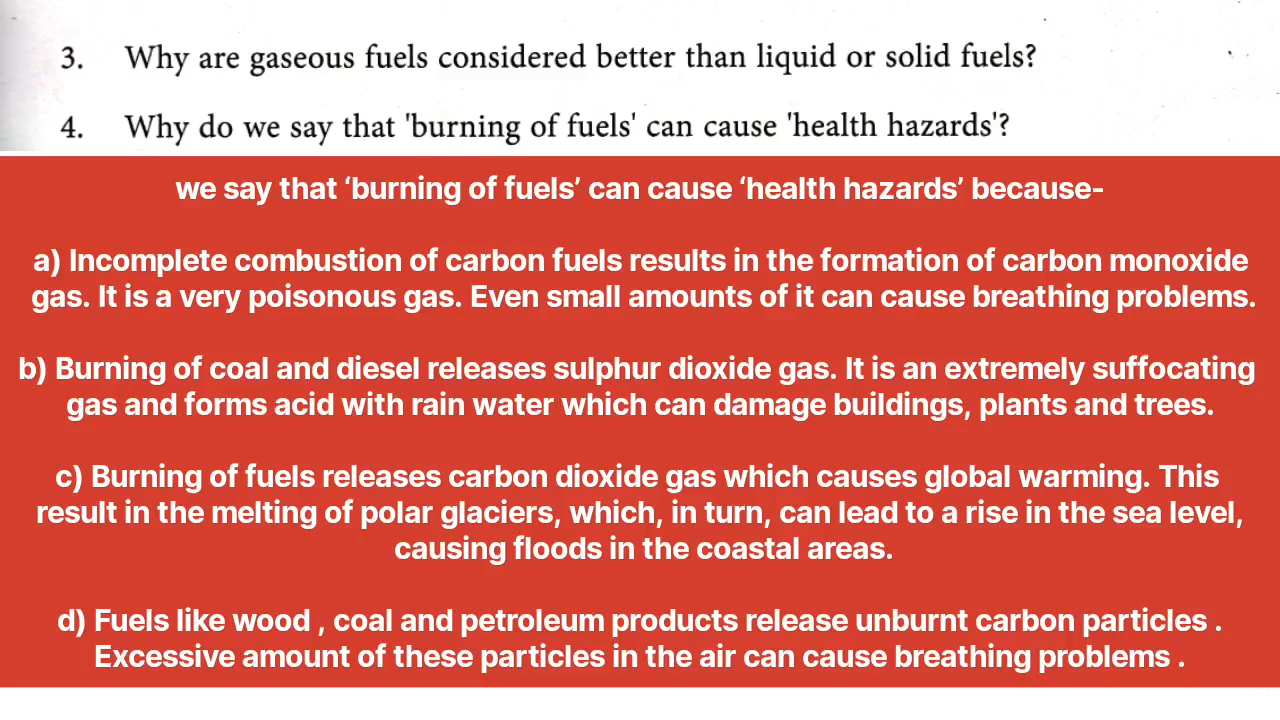 3. Why are gaseous fuels considered better than liquid or solid fuels?
4. Why do we say that 'burning of fuels' can cause 'health hazards'?
we say that ‘burning of fuels’ can cause ‘health hazards’ because-
a) Incomplete combustion of carbon fuels results in the formation of carbon monoxide
gas. It is a very poisonous gas. Even small amounts of it can cause breathing problems.
b) Burning of coal and diesel releases sulphur dioxide gas. It is an extremely suffocating
gas and forms acid with rain water which can damage buildings, plants and trees.
c) Burning of fuels releases carbon dioxide gas which causes global warming. This
result in the melting of polar glaciers, which, in turn, can lead to a rise in the sea level,
causing floods in the coastal areas.
d) Fuels like wood , coal and petroleum products release unburnt carbon particles .
Excessive amount of these particles in the air can cause breathing problems .